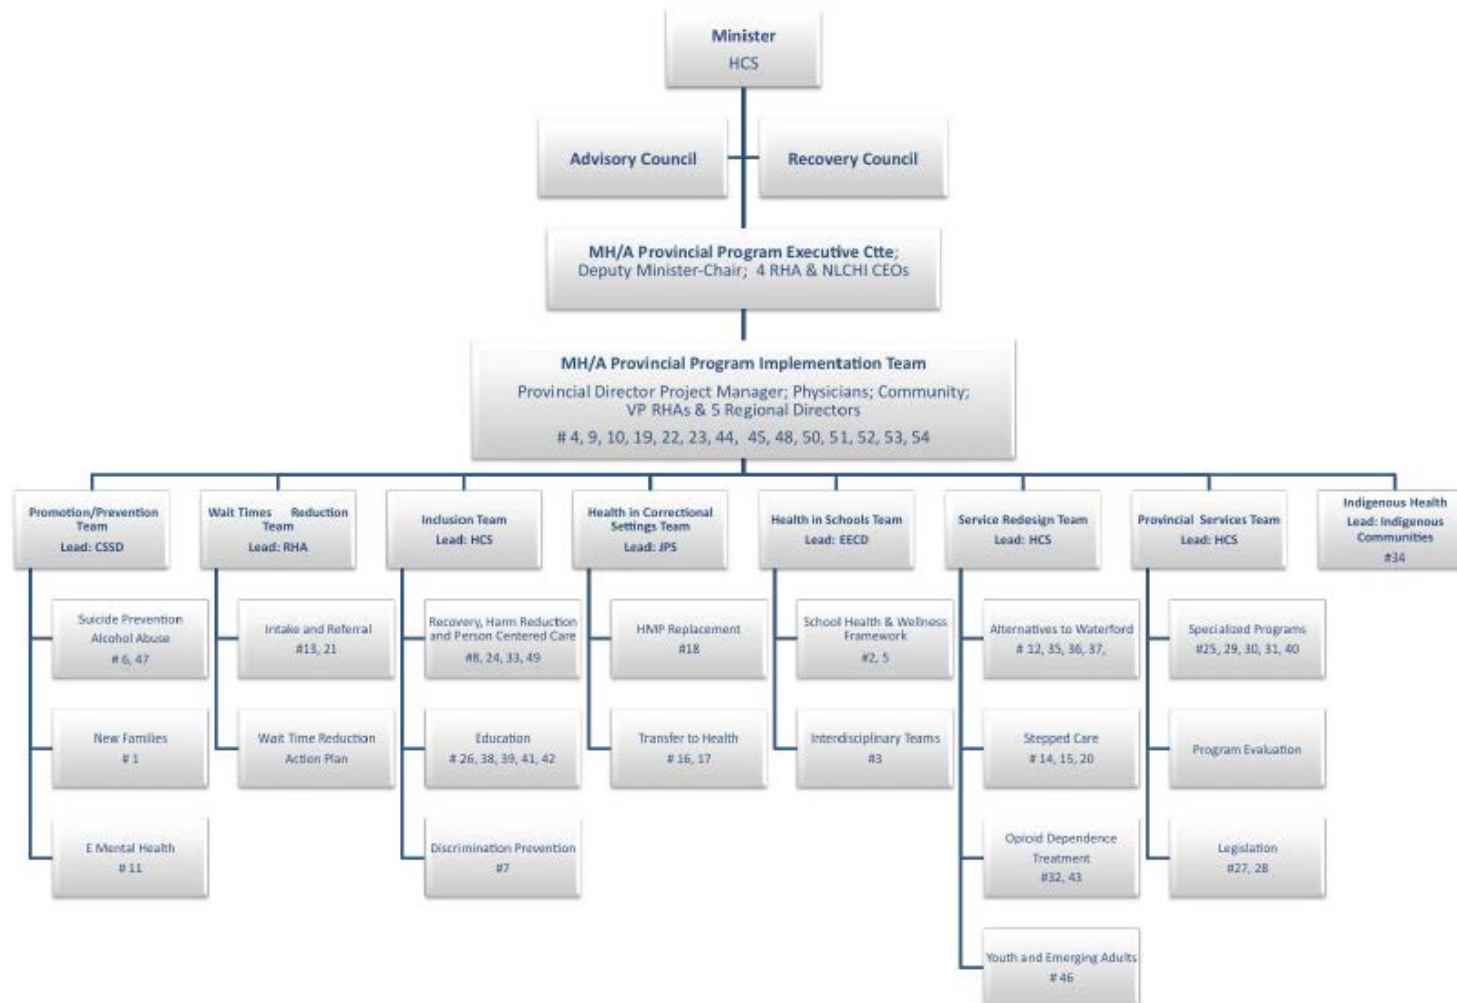 Minister
HCS
Advisory Council
Recovery Council
MH/A Provincial Program Executive Ctte;
Deputy Minister-Chair; 4 RHA & NLCHI CEOs
MH/A Provincial Program Implementation Team
Provincial Director Project Manager; Physicians; Community;
VP RHAs & 5 Regional Directors
# 4, 9, 10, 19, 22, 23, 44, 45, 48, 50, 51, 52, 53, 54
Promotion/Prevention
Team
Lead: CSSD
Suicide Prevention
Alcohol Abuse
# 6, 47
New Families
# 1
E Mental Health
# 11
Wait Times Reduction
Team
Lead: RHA
Intake and Referral
#13, 21
Wait Time Reduction
Action Plan
Inclusion Team
Lead: HCS
Recovery, Harm Reduction
and Person Centered Care
#8, 24, 33, 49
Education
# 26, 38, 39, 41, 42
Discrimination Prevention
#7
Health in Correctional
Settings Team
Lead: JPS
HMP Replacement
#18
Transfer to Health
# 16, 17
Health in Schools Team
Lead: EECD
School Health & Wellness
Framework
#2, 5
Interdisciplinary Teams
#3
Service Redesign Team
Lead: HCS
Alternatives to Waterford
# 12, 35, 36, 37,
Stepped Care
# 14, 15, 20
Opioid Dependence
Treatment
#32, 43
Youth and Emerging Adults
# 46
Provincial Services Team
Lead: HCS
Specialized Programs
#25, 29, 30, 31, 40
Program Evaluation
Legislation
#27, 28
Indigenous Health
Lead: Indigenous
Communities
#34